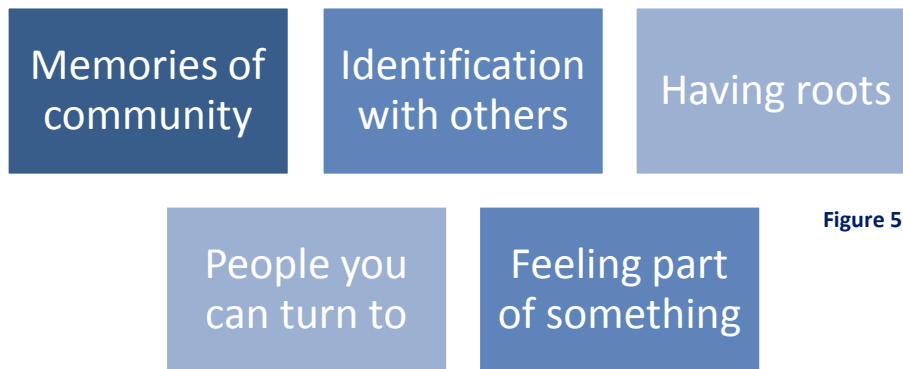 Memories of
community
Identification
with others
Having roots
Figure 5
People you
can turn to
Feeling part
of something